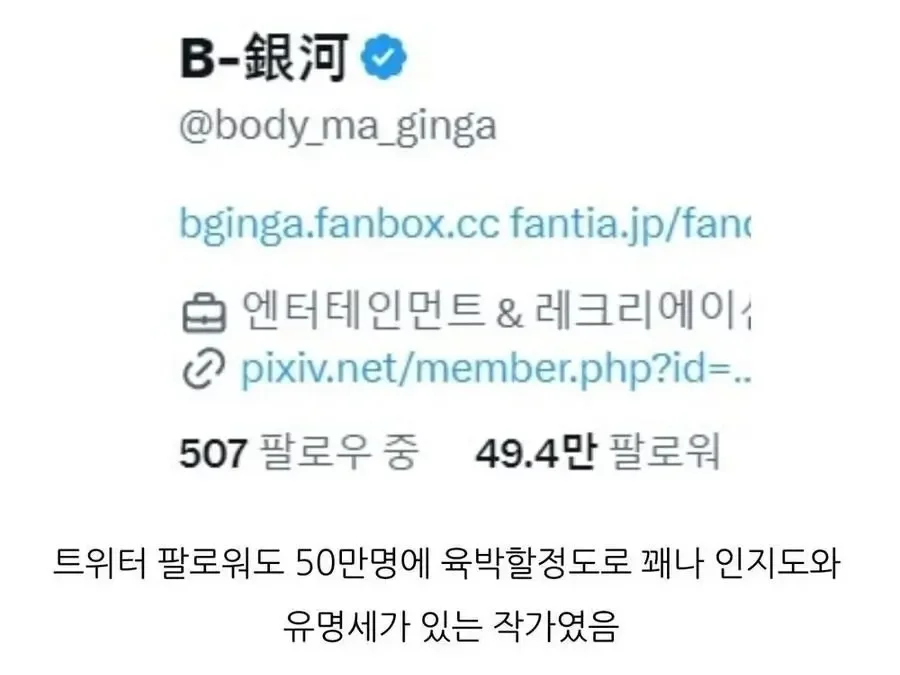 B-銀河
@body_ma_ginga
bginga.fanbox.cc fantia.jp/fanc
엔터테인먼트 & 레크리에이션
pixiv.net/member.php?id=...
507 팔로우 중 49.4만 팔로워
트위터 팔로워도 50만명에 육박할정도로 꽤나 인지도와
유명세가 있는 작가였음